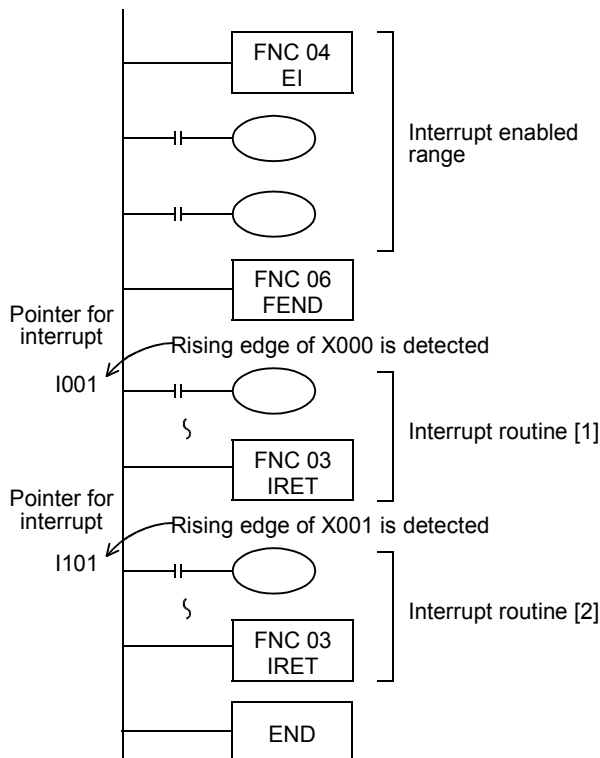 FNC 04
EI
Interrupt enabled
range
FNC 06
FEND
Pointer for
interrupt
Rising edge of X000 is detected
I001
Interrupt routine [1]
FNC 03
IRET
Pointer for
interrupt
Rising edge of X001 is detected
I101
Interrupt routine [2]
FNC 03
IRET
END